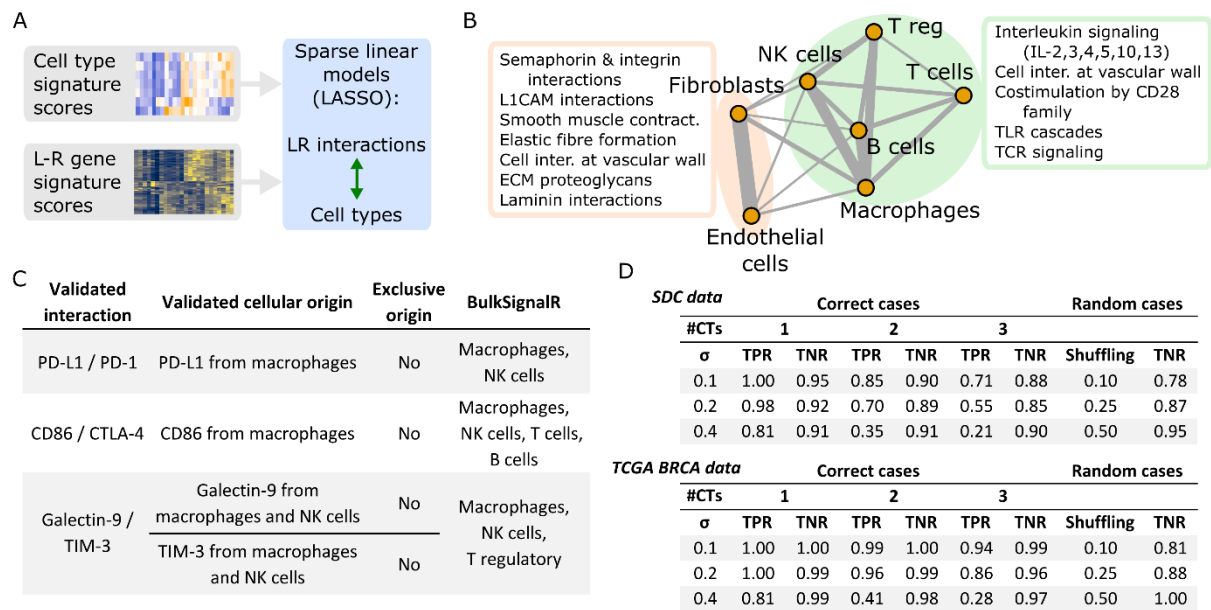 A
Cell type
signature
scores
L-R gene
signature
scores
Sparse linear
models
(LASSO):
LR interactions
Cell types
B
Semaphorin & integrin
interactions
L1CAM interactions
Smooth muscle contract.
Elastic fibre formation
Cell inter. at vascular wall
ECM proteoglycans
Laminin interactions
T reg
NK cells
Fibroblasts
T cells
B cells
Macrophages
Endothelial
cells
Interleukin signaling
(IL-2,3,4,5,10,13)
Cell inter. at vascular wall
Costimulation by CD28
family
TLR cascades
TCR signaling
C
Validated
interaction
Validated cellular origin
Exclusive
origin
BulkSignalR
PD-L1 / PD-1
PD-L1 from macrophages
No
Macrophages,
NK cells
CD86 / CTLA-4
CD86 from macrophages
No
Macrophages,
NK cells, T cells,
B cells
Galectin-9 /
TIM-3
Galectin-9 from
macrophages and NK cells
No
TIM-3 from macrophages
and NK cells
No
Macrophages,
NK cells,
T regulatory
D
SDC data Correct cases Random cases
#CTs 1 2 3
σ TPR TNR TPR TNR TPR TNR Shuffling TNR
0.1 1.00 0.95 0.85 0.90 0.71 0.88 0.10 0.78
0.2 0.98 0.92 0.70 0.89 0.55 0.85 0.25 0.87
0.4 0.81 0.91 0.35 0.91 0.21 0.90 0.50 0.95
TCGA BRCA data Correct cases Random cases
#CTs 1 2 3
σ TPR TNR TPR TNR TPR TNR Shuffling TNR
0.1 1.00 1.00 0.99 1.00 0.94 0.99 0.10 0.81
0.2 1.00 0.99 0.96 0.99 0.86 0.96 0.25 0.88
0.4 0.81 0.99 0.41 0.98 0.28 0.97 0.50 1.00